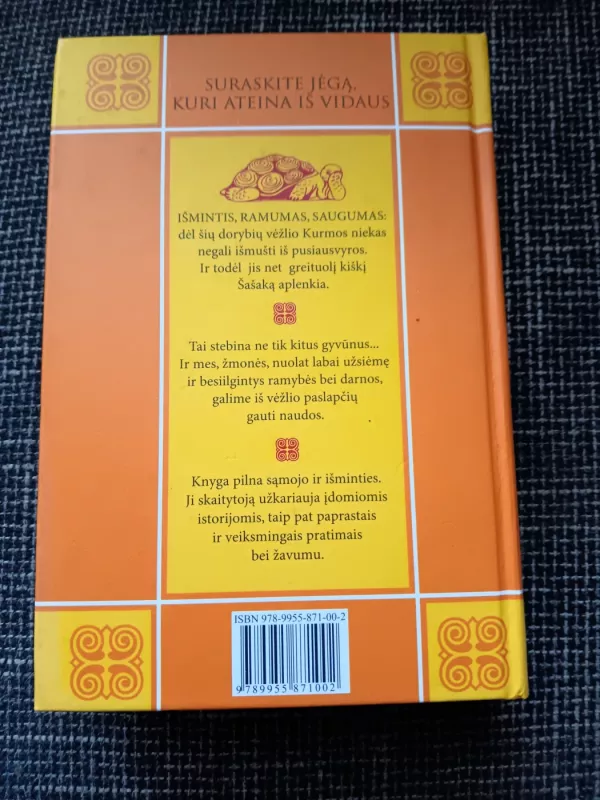 SURASKITE JĖGĄ,
KURI ATEINA IŠ VIDAUS
IŠMINTIS, RAMUMAS, SAUGUMAS:
dėl šių dorybių vėžlio Kurmos niekas
negali išmušti iš pusiausvyros.
Ir todėl jis net greituolį kiškį
Šašaką aplenkia.
Tai stebina ne tik kitus gyvūnus...
Ir mes, žmonės, nuolat labai užsiėmę
ir besiilgintys ramybės bei darnos,
galime iš vėžlio paslapčių
gauti naudos.
Knyga pilna sąmojo ir išminties.
Ji skaitytoją užkariauja įdomiomis
istorijomis, taip pat paprastais
ir veiksmingais pratimais
bei žavumu.
ISBN 978-9955-871-00-2
9 789955 871002